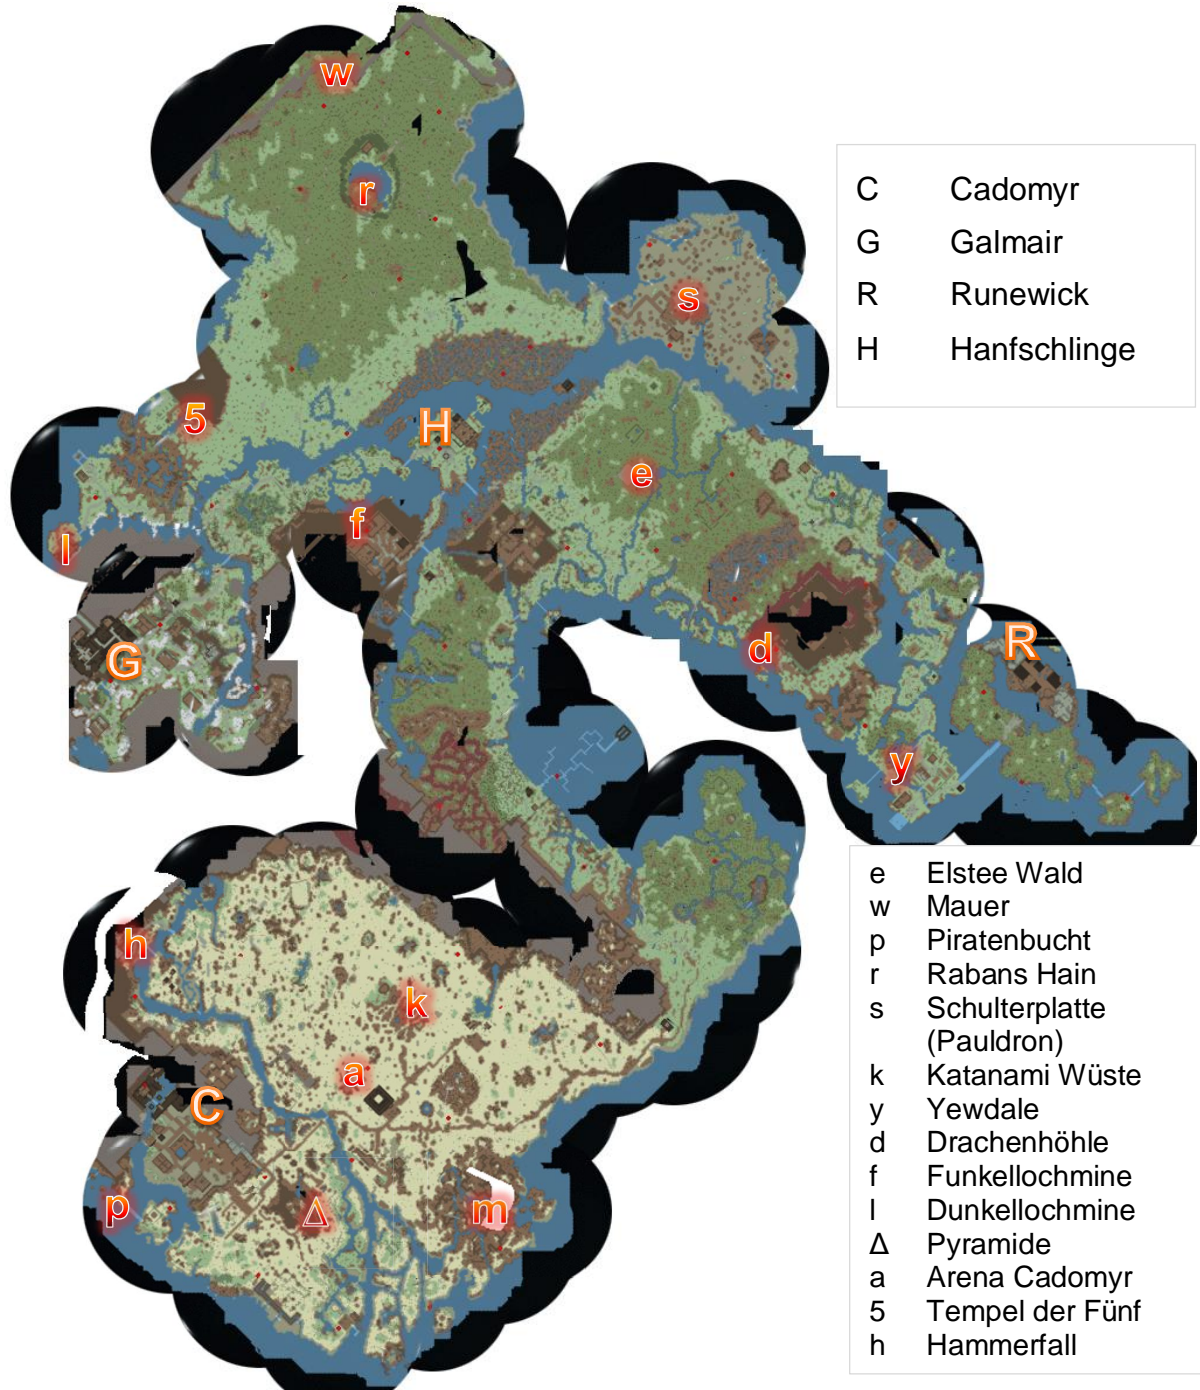 w
r
C Cadomyr
G Galmair
R Runewick
H Hanfschlinge
s
5
H
e
l
f
G
d
R
y
e Elstee Wald
w Mauer
p Piratenbucht
r Rabans Hain
s Schulterplatte
(Pauldron)
k Katanami Wüste
y Yewdale
d Drachenhöhle
f Funkellochmine
l Dunkellochmine
Δ Pyramide
a Arena Cadomyr
5 Tempel der Fünf
h Hammerfall
h
k
a
C
p
Δ
m